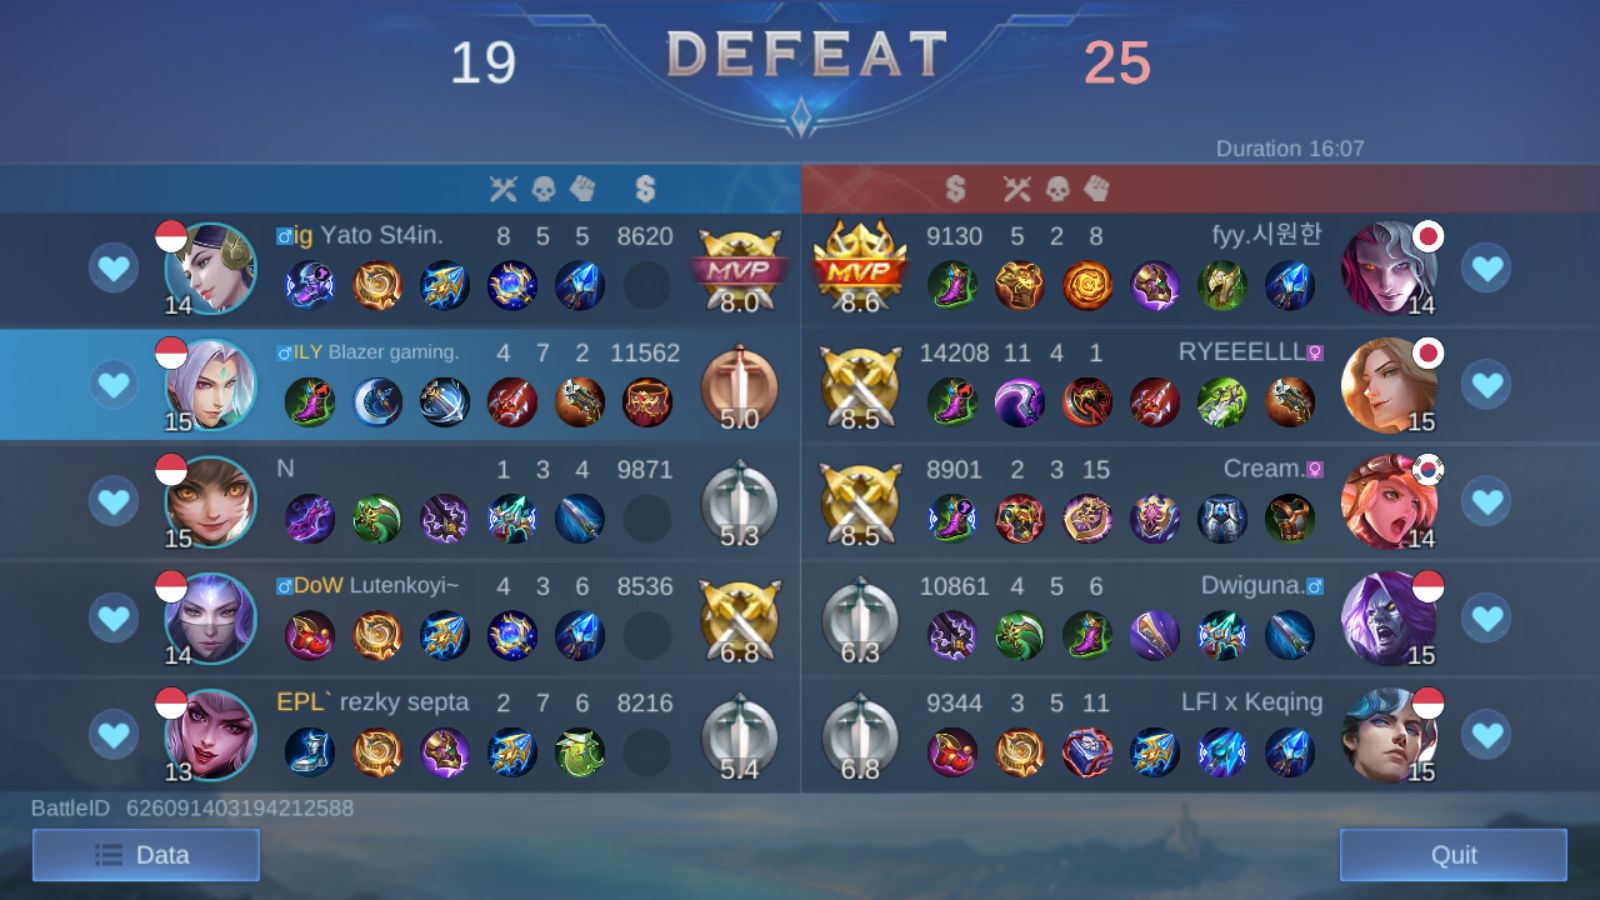 19 DEFEAT 25
Duration 16:07
ig Yato St4in. 8 5 5 8620
14
MVP 8.0
MVP 8.6
9130 5 2 8 fyy.시원한
14
ILY Blazer gaming. 4 7 2 11562
15
5.0
8.5
14208 11 4 1 RYEEELLL
15
N 1 3 4 9871
15
5.3
8.5
8901 2 3 15 Cream.
14
DoW Lutenkoyi~ 4 3 6 8536
14
6.8
6.3
10861 4 5 6 Dwiguna.
15
EPL` rezky septa 2 7 6 8216
13
5.4
6.8
9344 3 5 11 LFI x Keqing
15
BattleID 626091403194212588
Data
Quit